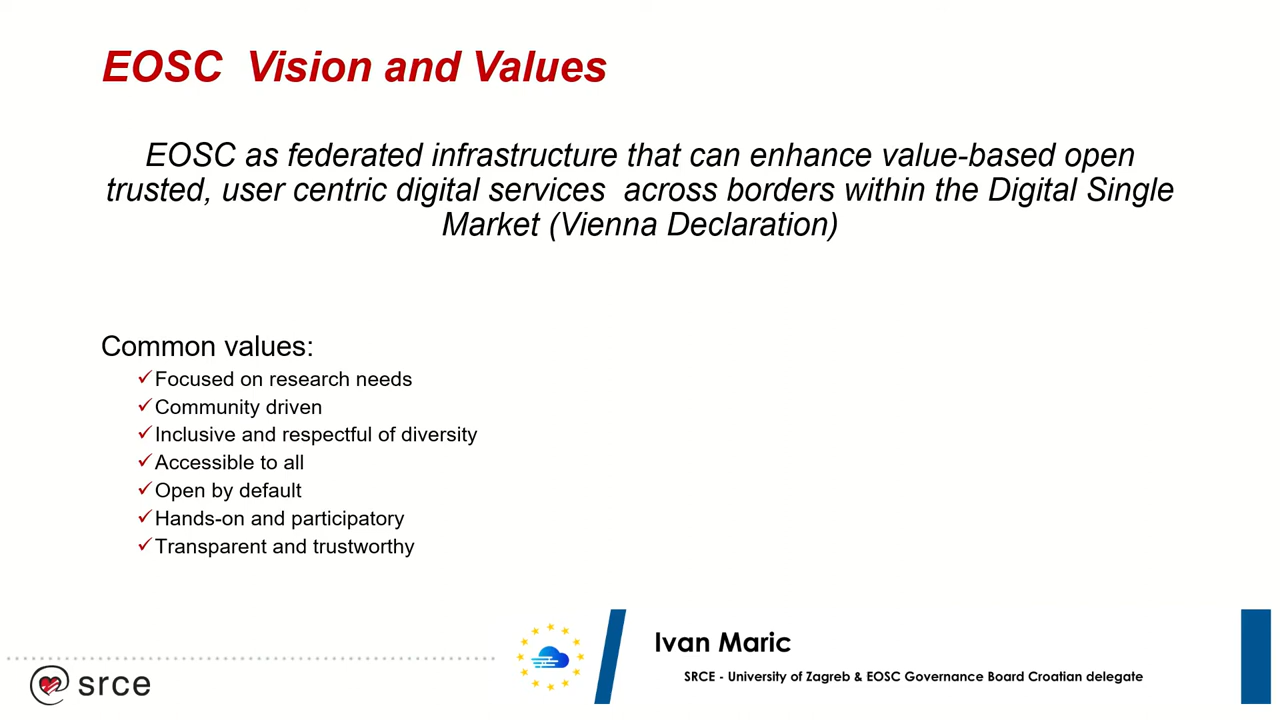 EOSC  Vision and Values
EOSC as federated infrastructure that can enhance value-based open
trusted, user centric digital services  across borders within the Digital Single
Market (Vienna Declaration)
Common values:
✓Focused on research needs
✓Community driven
✓Inclusive and respectful of diversity
✓Accessible to all
✓Open by default
✓Hands-on and participatory
✓Transparent and trustworthy
Ivan Maric
SRCE - University of Zagreb & EOSC Governance Board Croatian delegate
srce